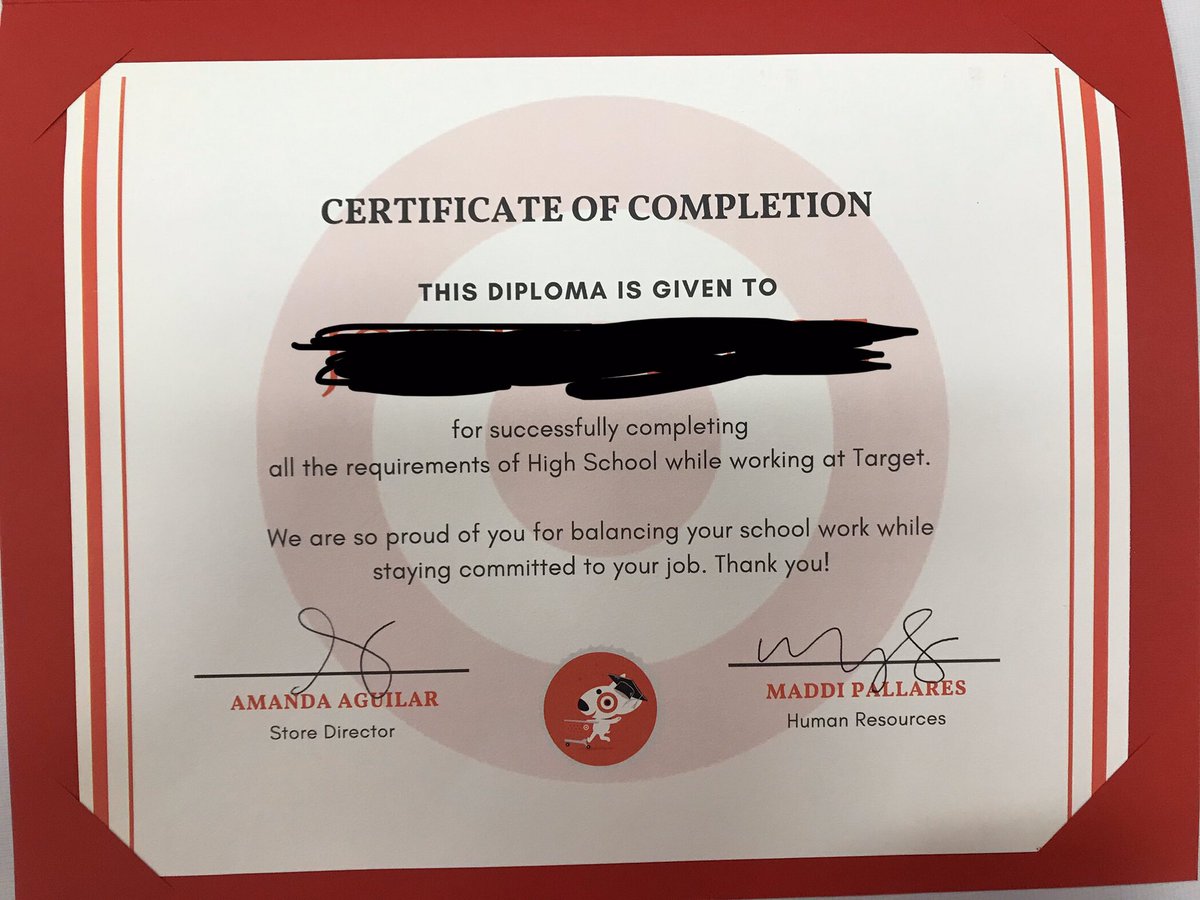 CERTIFICATE OF COMPLETION
THIS DIPLOMA IS GIVEN TO
for successfully completing
all the requirements of High School while working at Target.
We are so proud of you for balancing your school work while
staying committed to your job. Thank you!
AMANDA AGUILAR
Store Director
MADDI PALLARES
Human Resources